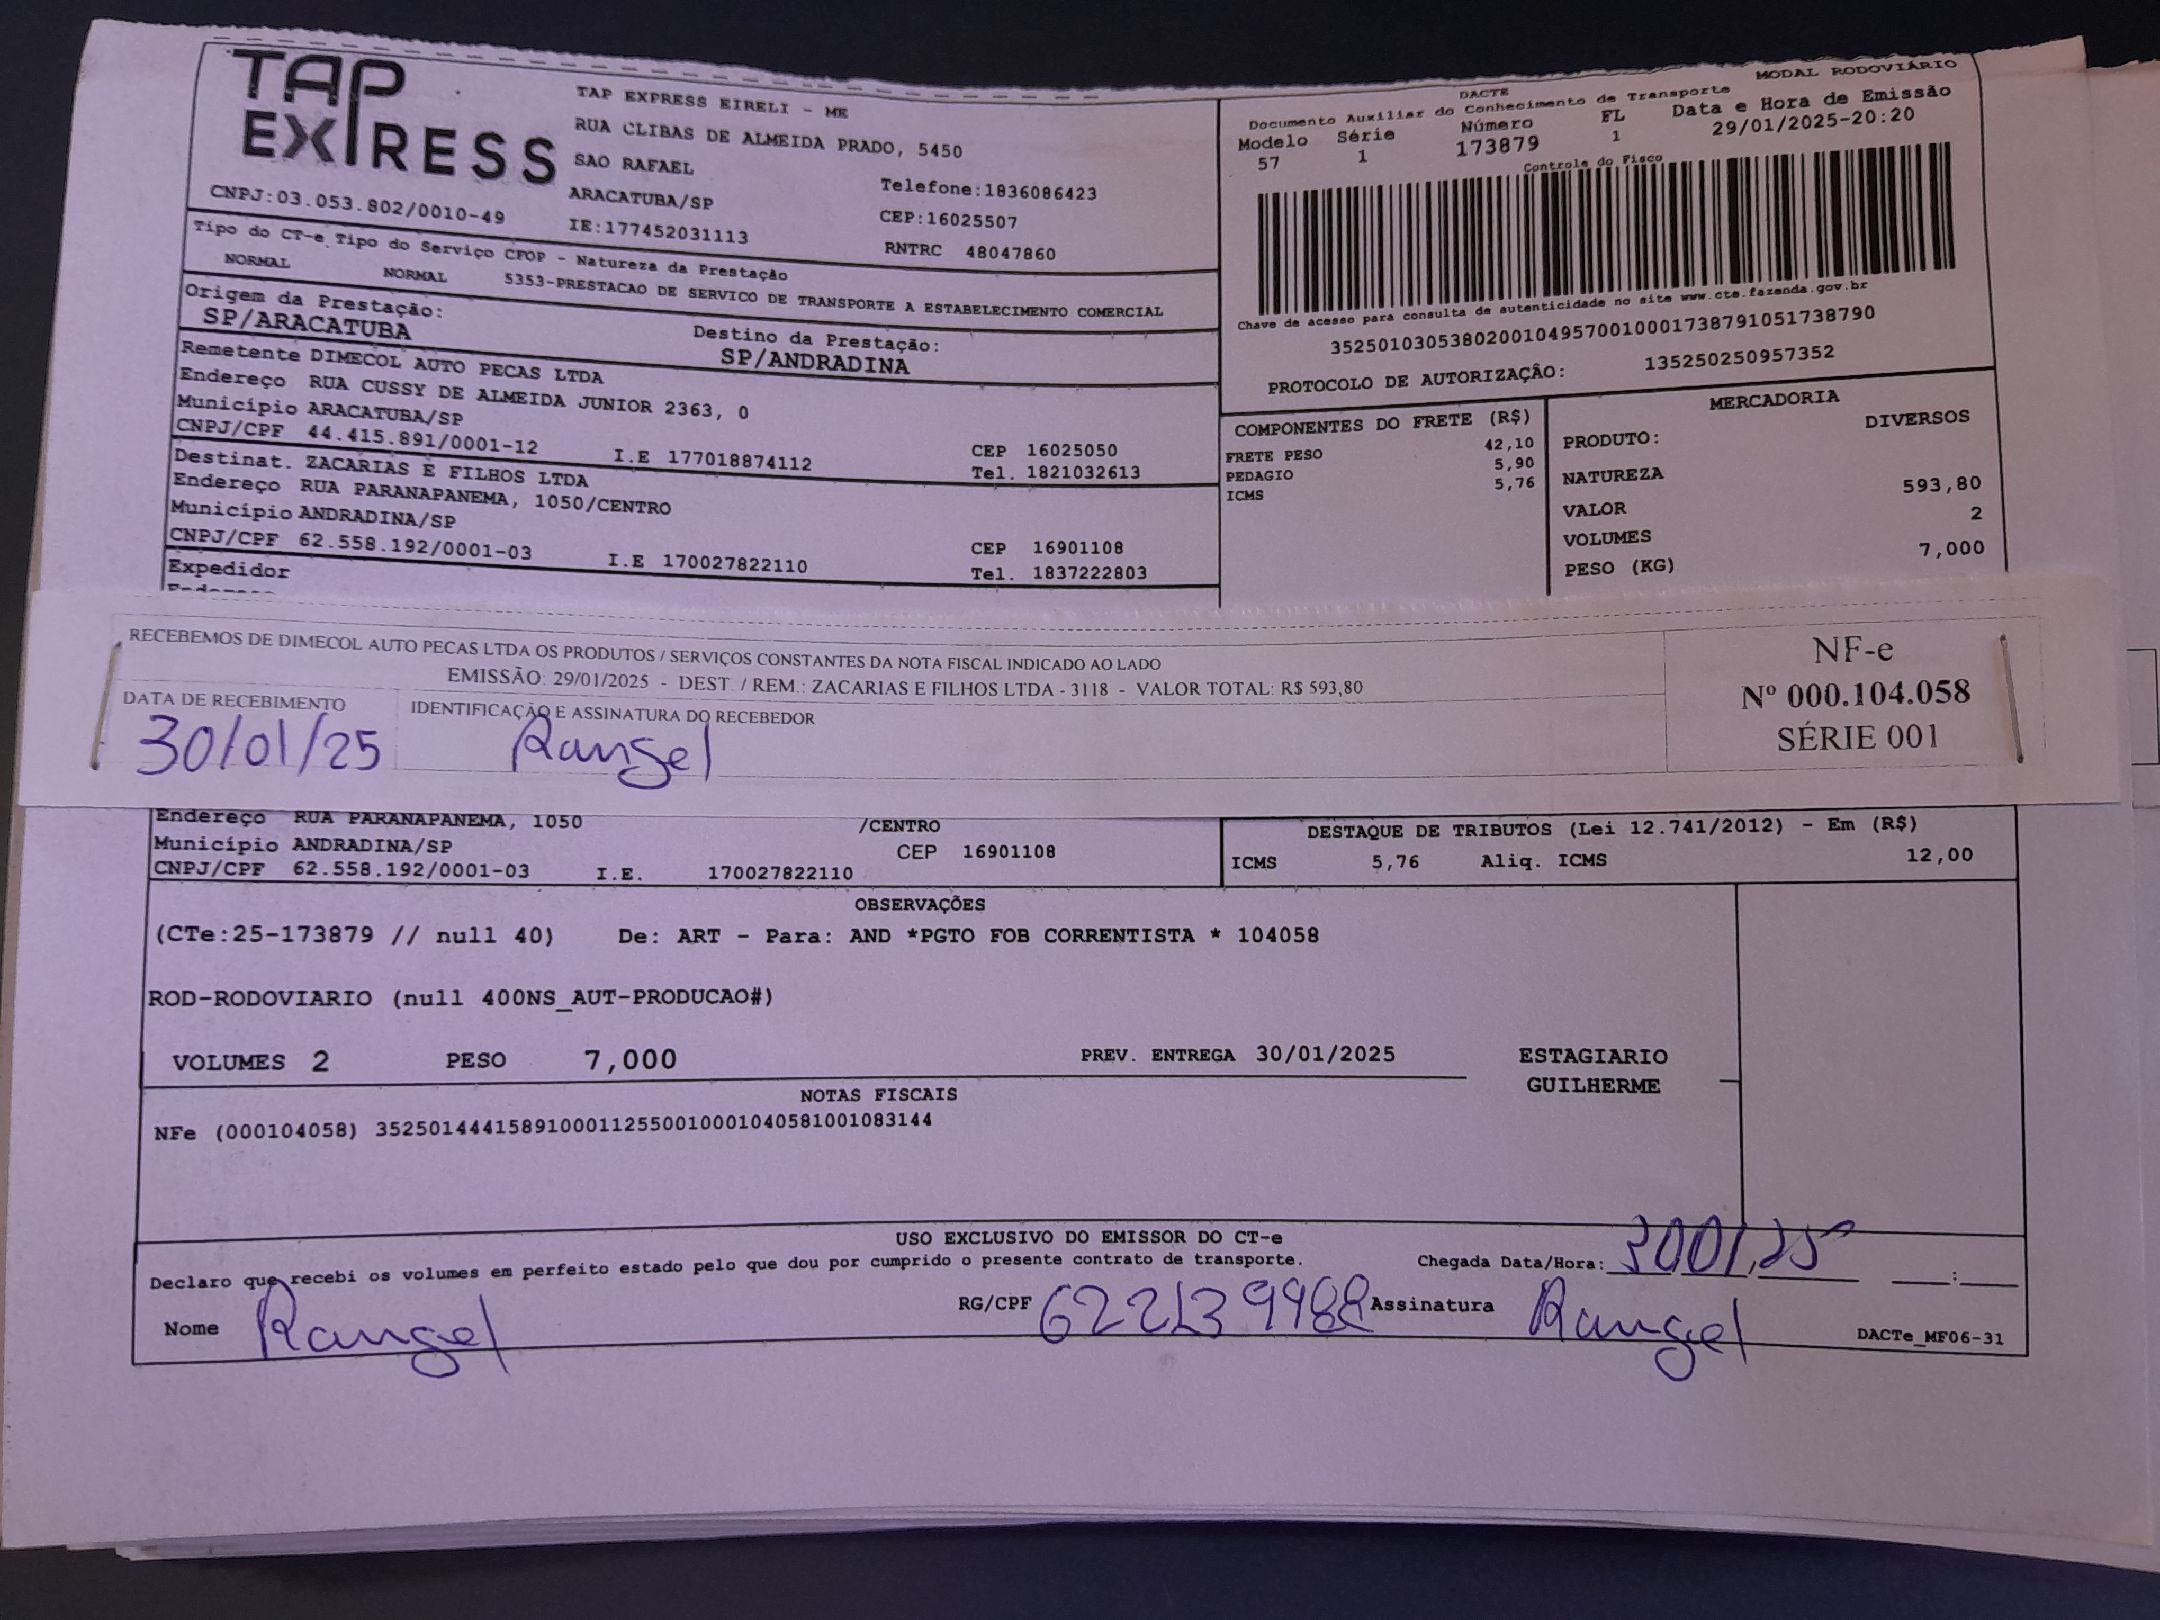 TAP EXPRESS
TAP EXPRESS EIRELI - ME
RUA CLIBAS DE ALMEIDA PRADO, 5450
SAO RAFAEL
ARACATUBA/SP
Telefone:1836086423
CEP:16025507
CNPJ:03.053.802/0010-49
IE:177452031113
RNTRC 48047860
Tipo do CT-e Tipo do Serviço CFOP - Natureza da Prestação
NORMAL NORMAL 5353-PRESTACAO DE SERVICO DE TRANSPORTE A ESTABELECIMENTO COMERCIAL
Origem da Prestação: Destino da Prestação:
SP/ARACATUBA SP/ANDRADINA
Remetente DIMECOL AUTO PECAS LTDA
Endereço RUA CUSSY DE ALMEIDA JUNIOR 2363, 0
Município ARACATUBA/SP CEP 16025050
CNPJ/CPF 44.415.891/0001-12 I.E 177018874112 Tel. 1821032613
Destinat. ZACARIAS E FILHOS LTDA
Endereço RUA PARANAPANEMA, 1050/CENTRO
Município ANDRADINA/SP CEP 16901108
CNPJ/CPF 62.558.192/0001-03 I.E 170027822110 Tel. 1837222803
Expedidor
MODAL RODOVIÁRIO
DACTE
Documento Auxiliar do Conhecimento de Transporte
Modelo Série Número FL Data e Hora de Emissão
57 1 173879 1 29/01/2025-20:20
Controle do Fisco
Chave de acesso para consulta de autenticidade no site www.cte.fazenda.gov.br
35250103053802001049570010001738791051738790
PROTOCOLO DE AUTORIZAÇÃO: 135250250957352
COMPONENTES DO FRETE (R$)
FRETE PESO 42,10
PEDAGIO 5,90
ICMS 5,76
MERCADORIA
PRODUTO: DIVERSOS
NATUREZA
VALOR 593,80
VOLUMES 2
PESO (KG) 7,000
RECEBEMOS DE DIMECOL AUTO PECAS LTDA OS PRODUTOS / SERVIÇOS CONSTANTES DA NOTA FISCAL INDICADO AO LADO
EMISSÃO: 29/01/2025 - DEST. / REM.: ZACARIAS E FILHOS LTDA - 3118 - VALOR TOTAL: R$ 593,80
DATA DE RECEBIMENTO IDENTIFICAÇÃO E ASSINATURA DO RECEBEDOR
30/01/25 Rangel
NF-e
Nº 000.104.058
SÉRIE 001
Endereço RUA PARANAPANEMA, 1050 /CENTRO
Município ANDRADINA/SP CEP 16901108
CNPJ/CPF 62.558.192/0001-03 I.E. 170027822110
DESTAQUE DE TRIBUTOS (Lei 12.741/2012) - Em (R$)
ICMS 5,76 Aliq. ICMS 12,00
OBSERVAÇÕES
(CTe:25-173879 // null 40) De: ART - Para: AND *PGTO FOB CORRENTISTA * 104058
ROD-RODOVIARIO (null 400NS_AUT-PRODUCAO#)
VOLUMES 2 PESO 7,000 PREV. ENTREGA 30/01/2025
ESTAGIARIO
GUILHERME
NOTAS FISCAIS
NFe (000104058) 35250144415891000112550010001040581001083144
USO EXCLUSIVO DO EMISSOR DO CT-e
Declaro que recebi os volumes em perfeito estado pelo que dou por cumprido o presente contrato de transporte. Chegada Data/Hora: :
Nome Rangel RG/CPF Assinatura Rangel
DACTe_MF06-31